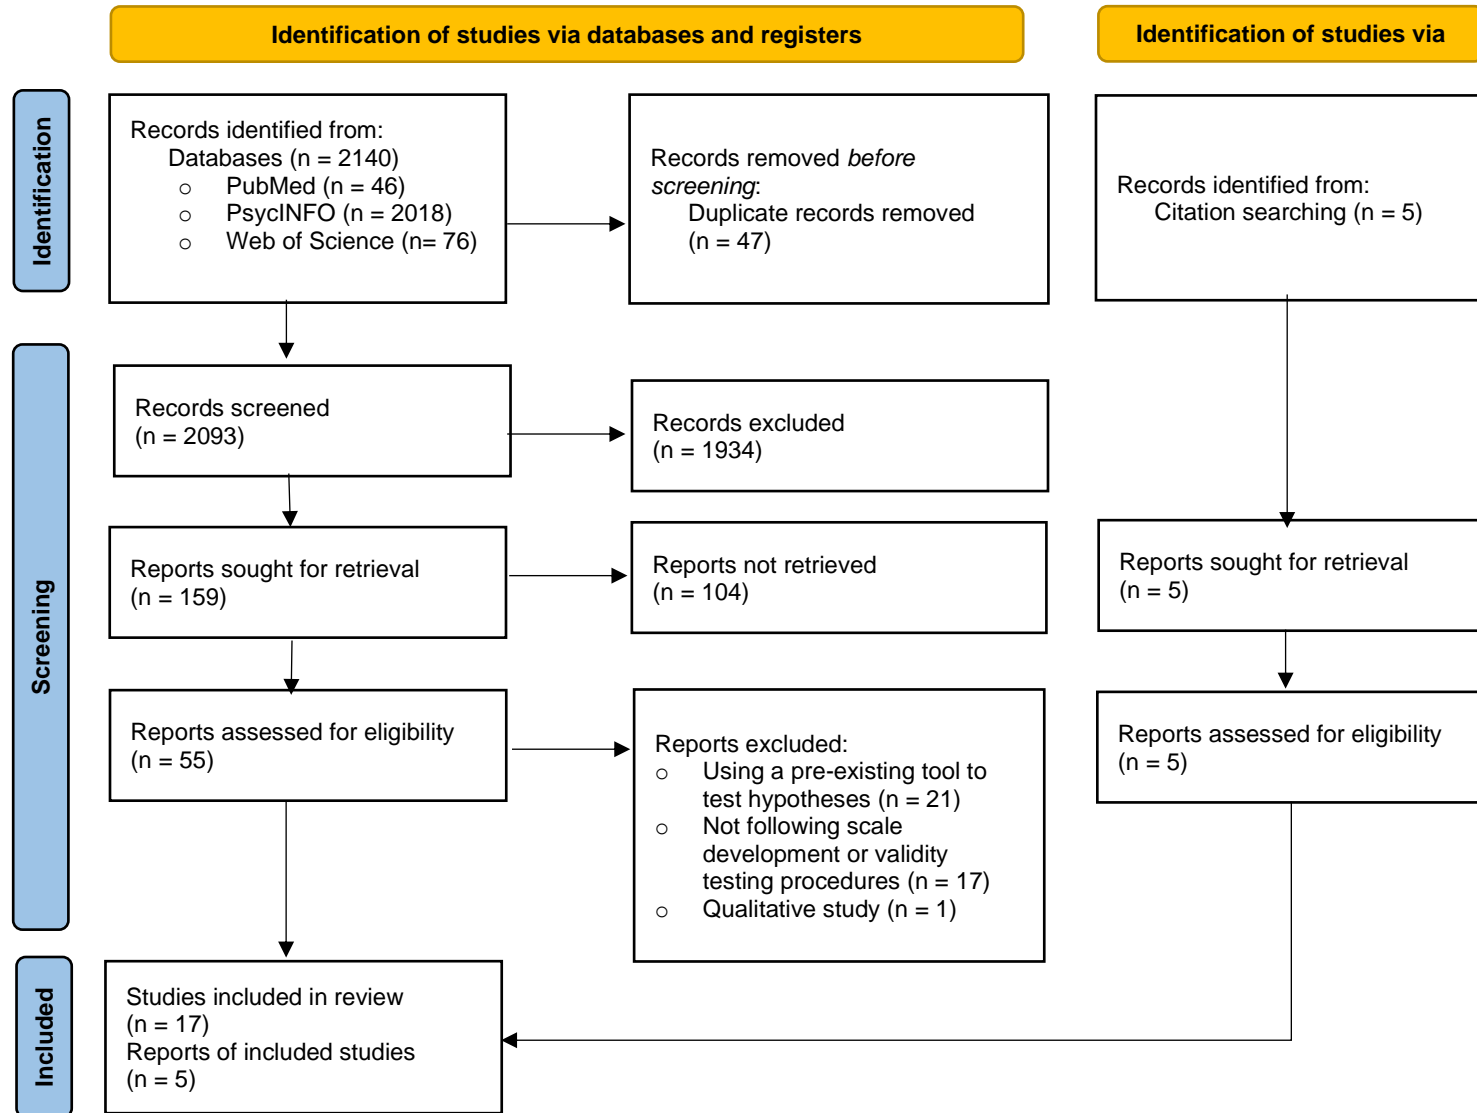 Identification of studies via databases and registers
Identification of studies via
Identification
Records identified from:
Databases (n = 2140)
o PubMed (n = 46)
o PsycINFO (n = 2018)
o Web of Science (n= 76)
Records removed before
screening:
Duplicate records removed
(n = 47)
Records identified from:
Citation searching (n = 5)
Screening
Records screened
(n = 2093)
Records excluded
(n = 1934)
Reports sought for retrieval
(n = 159)
Reports not retrieved
(n = 104)
Reports sought for retrieval
(n = 5)
Reports assessed for eligibility
(n = 55)
Reports excluded:
o Using a pre-existing tool to
test hypotheses (n = 21)
o Not following scale
development or validity
testing procedures (n = 17)
o Qualitative study (n = 1)
Reports assessed for eligibility
(n = 5)
Included
Studies included in review
(n = 17)
Reports of included studies
(n = 5)